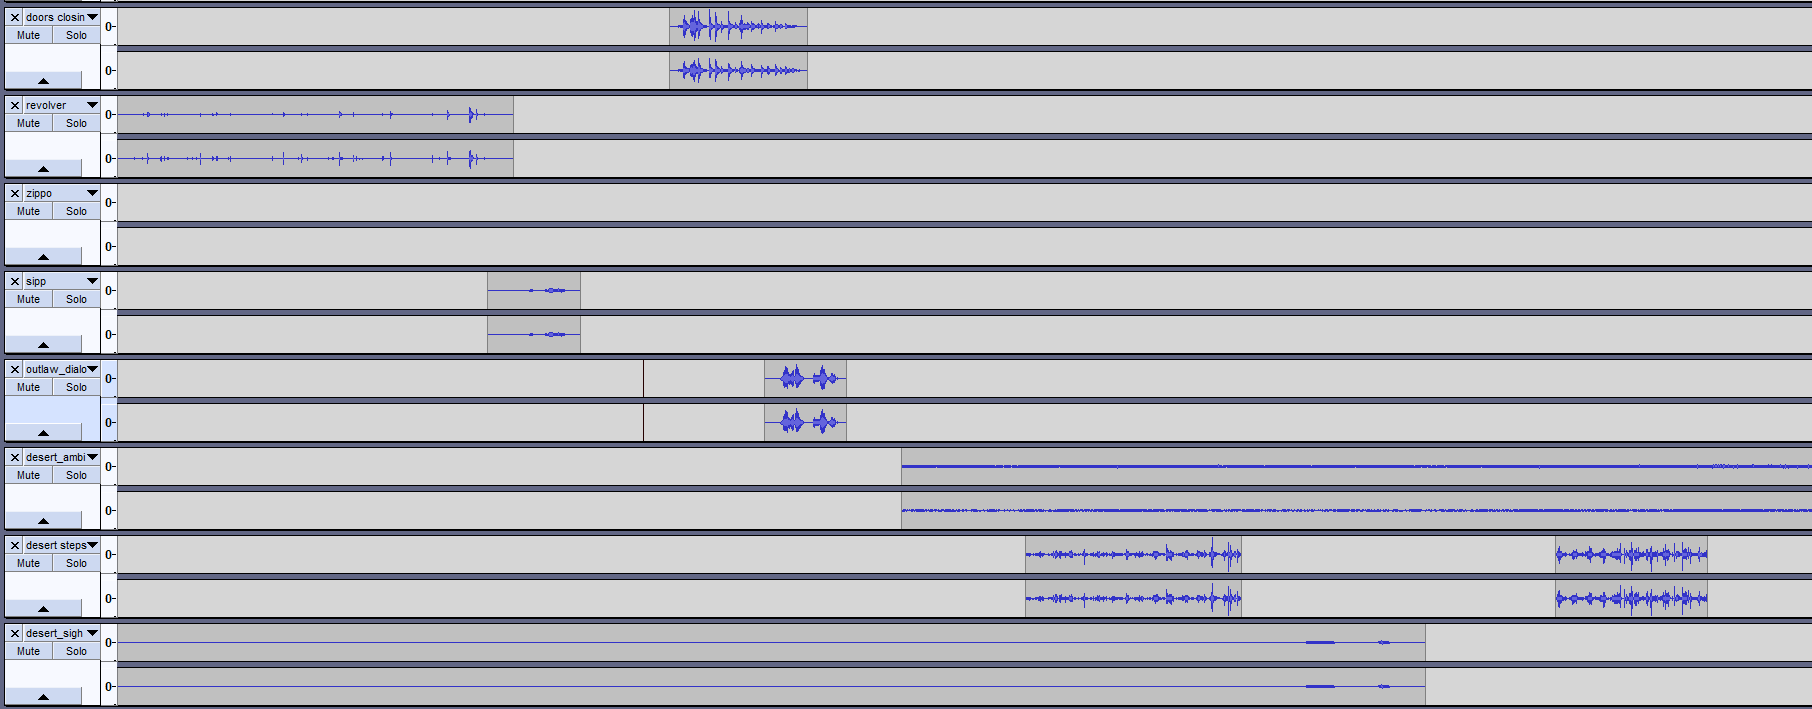 doors closin
Mute Solo
0-
0-
revolver
Mute Solo
0-
0-
zippo
Mute Solo
0-
0-
sipp
Mute Solo
0-
0-
outlaw_dialo
Mute Solo
0-
0-
desert_ambi
Mute Solo
0-
0-
desert steps
Mute Solo
0-
0-
desert_sigh
Mute Solo
0-
0-